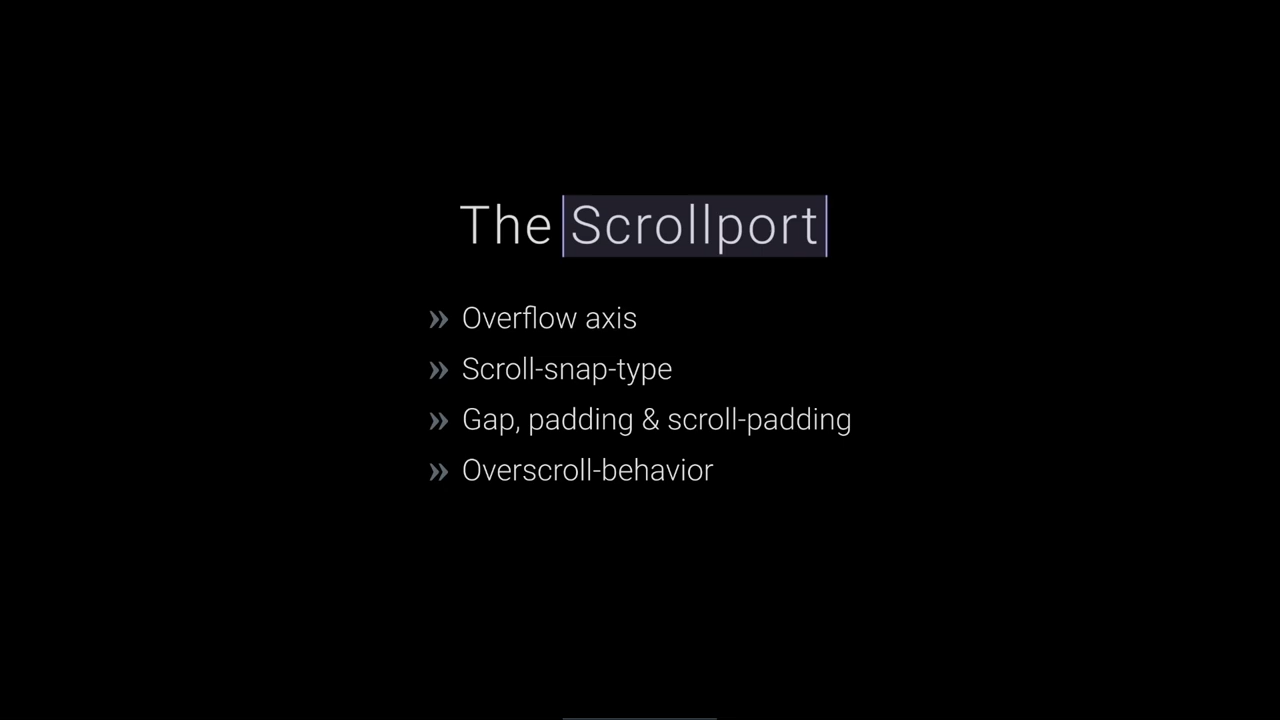 The Scrollport
» Overflow axis
» Scroll-snap-type
» Gap, padding & scroll-padding
» Overscroll-behavior